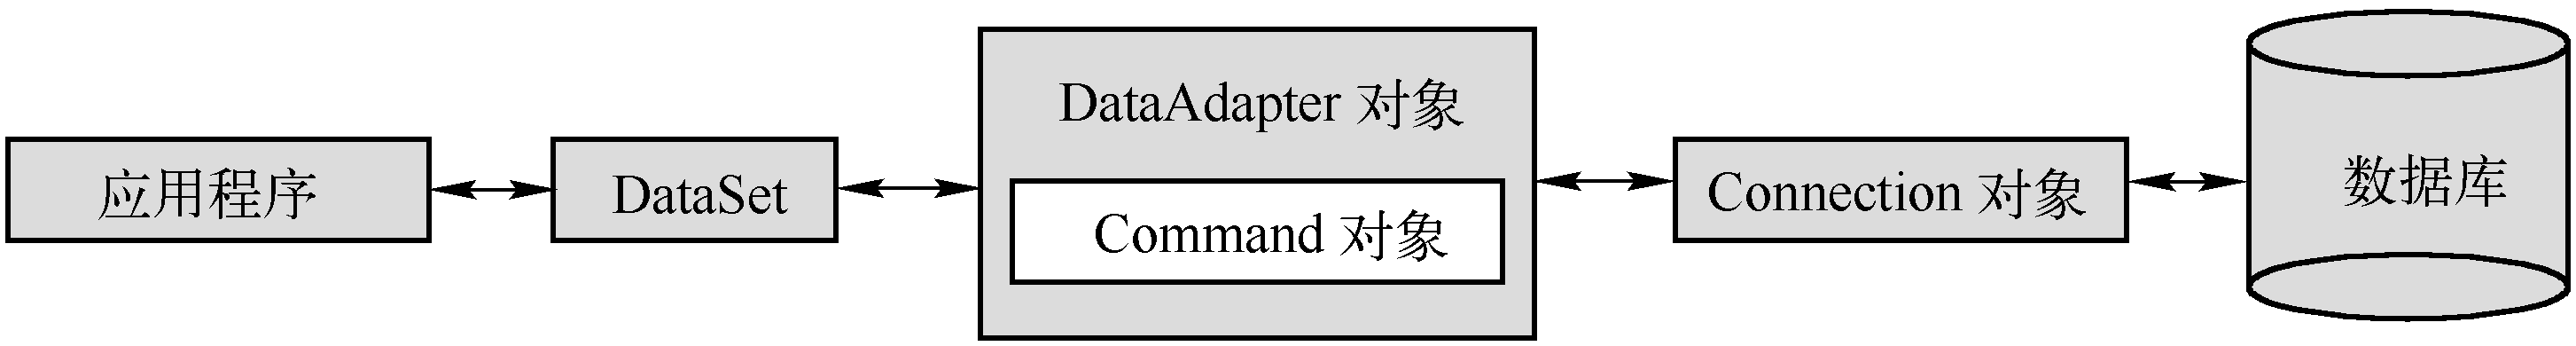 应用程序
DataSet
DataAdapter 对象
Command 对象
Connection 对象
数据库